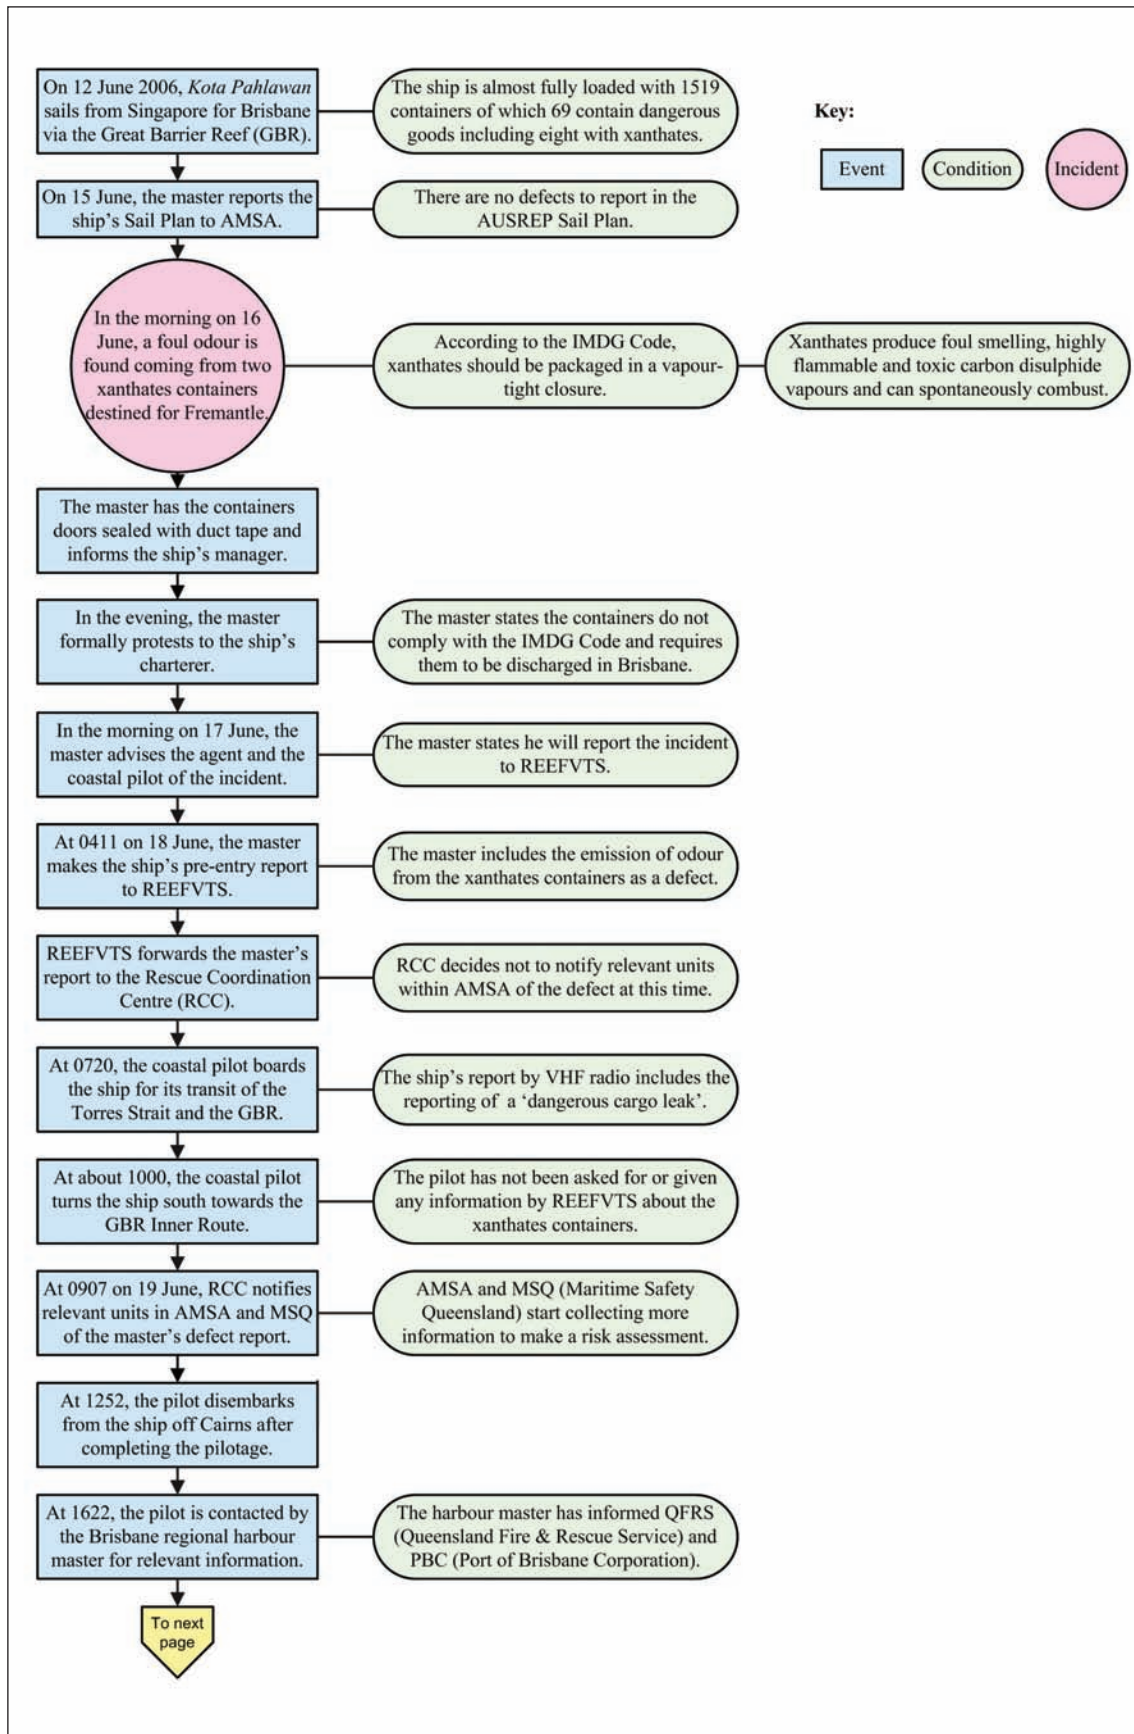 On 12 June 2006, Kota Pahlawan
sails from Singapore for Brisbane
via the Great Barrier Reef (GBR).
The ship is almost fully loaded with 1519
containers of which 69 contain dangerous
goods including eight with xanthates.
Key:
Event
Condition
Incident
On 15 June, the master reports the
ship's Sail Plan to AMSA.
There are no defects to report in the
AUSREP Sail Plan.
In the morning on 16
June, a foul odour is
found coming from two
xanthates containers
destined for Fremantle.
According to the IMDG Code,
xanthates should be packaged in a vapour-
tight closure.
Xanthates produce foul smelling, highly
flammable and toxic carbon disulphide
vapours and can spontaneously combust.
The master has the containers
doors sealed with duct tape and
informs the ship's manager.
In the evening, the master
formally protests to the ship's
charterer.
The master states the containers do not
comply with the IMDG Code and requires
them to be discharged in Brisbane.
In the morning on 17 June, the
master advises the agent and the
coastal pilot of the incident.
The master states he will report the incident
to REEFVTS.
At 0411 on 18 June, the master
makes the ship's pre-entry report
to REEFVTS.
The master includes the emission of odour
from the xanthates containers as a defect.
REEFVTS forwards the master's
report to the Rescue Coordination
Centre (RCC).
RCC decides not to notify relevant units
within AMSA of the defect at this time.
At 0720, the coastal pilot boards
the ship for its transit of the
Torres Strait and the GBR.
The ship's report by VHF radio includes the
reporting of a 'dangerous cargo leak'.
At about 1000, the coastal pilot
turns the ship south towards the
GBR Inner Route.
The pilot has not been asked for or given
any information by REEFVTS about the
xanthates containers.
At 0907 on 19 June, RCC notifies
relevant units in AMSA and MSQ
of the master's defect report.
AMSA and MSQ (Maritime Safety
Queensland) start collecting more
information to make a risk assessment.
At 1252, the pilot disembarks
from the ship off Cairns after
completing the pilotage.
At 1622, the pilot is contacted by
the Brisbane regional harbour
master for relevant information.
The harbour master has informed QFRS
(Queensland Fire & Rescue Service) and
PBC (Port of Brisbane Corporation).
To next
page